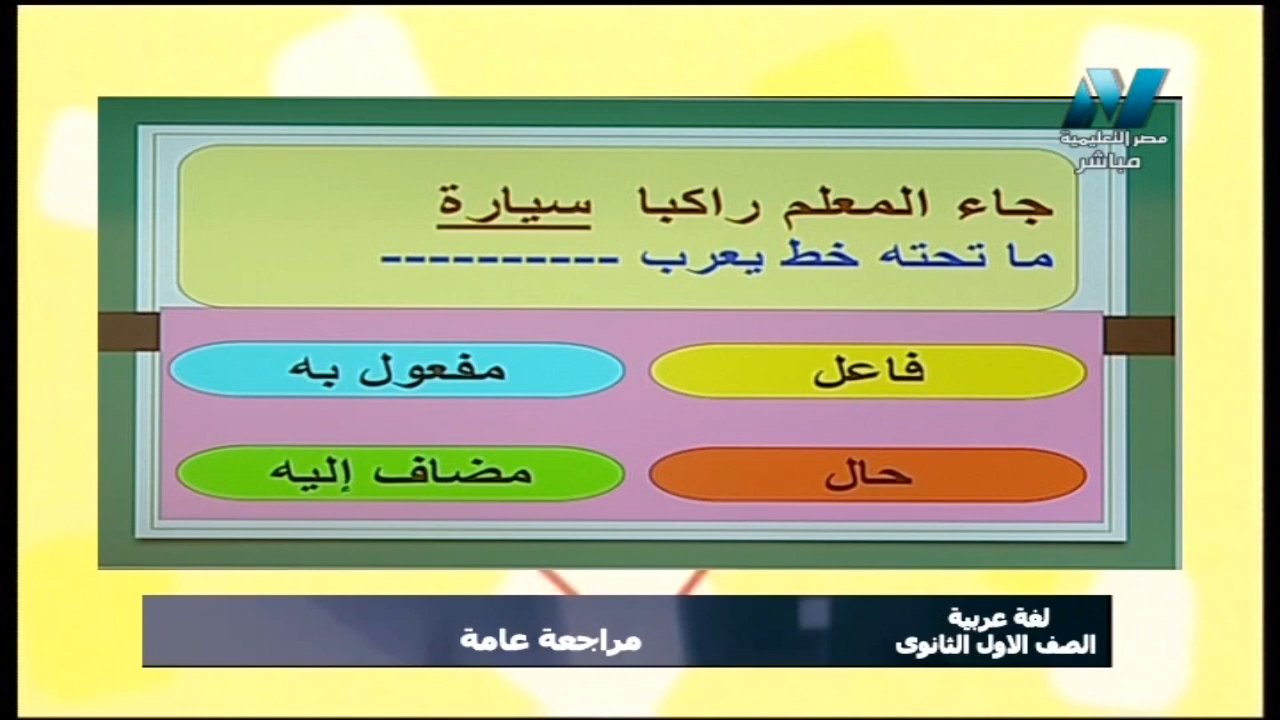 مصر التعليمية
مباشر
جاء المعلم راكبا سيارة
ما تحته خط يعرب ----------
فاعل
مفعول به
حال
مضاف إليه
لغة عربية
الصف الاول الثانوى
مراجعة عامة